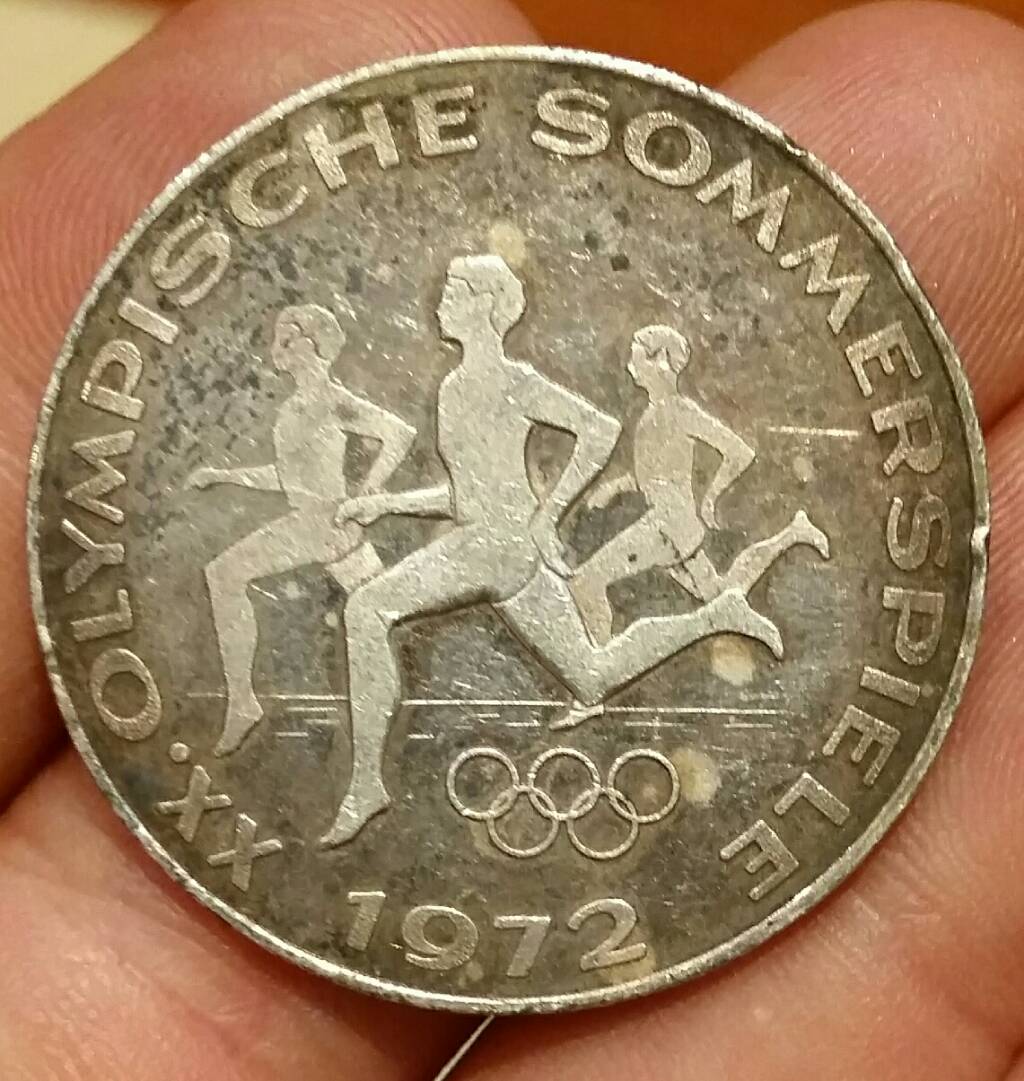 XX. OLYMPISCHE SOMMERSPIELE
1972